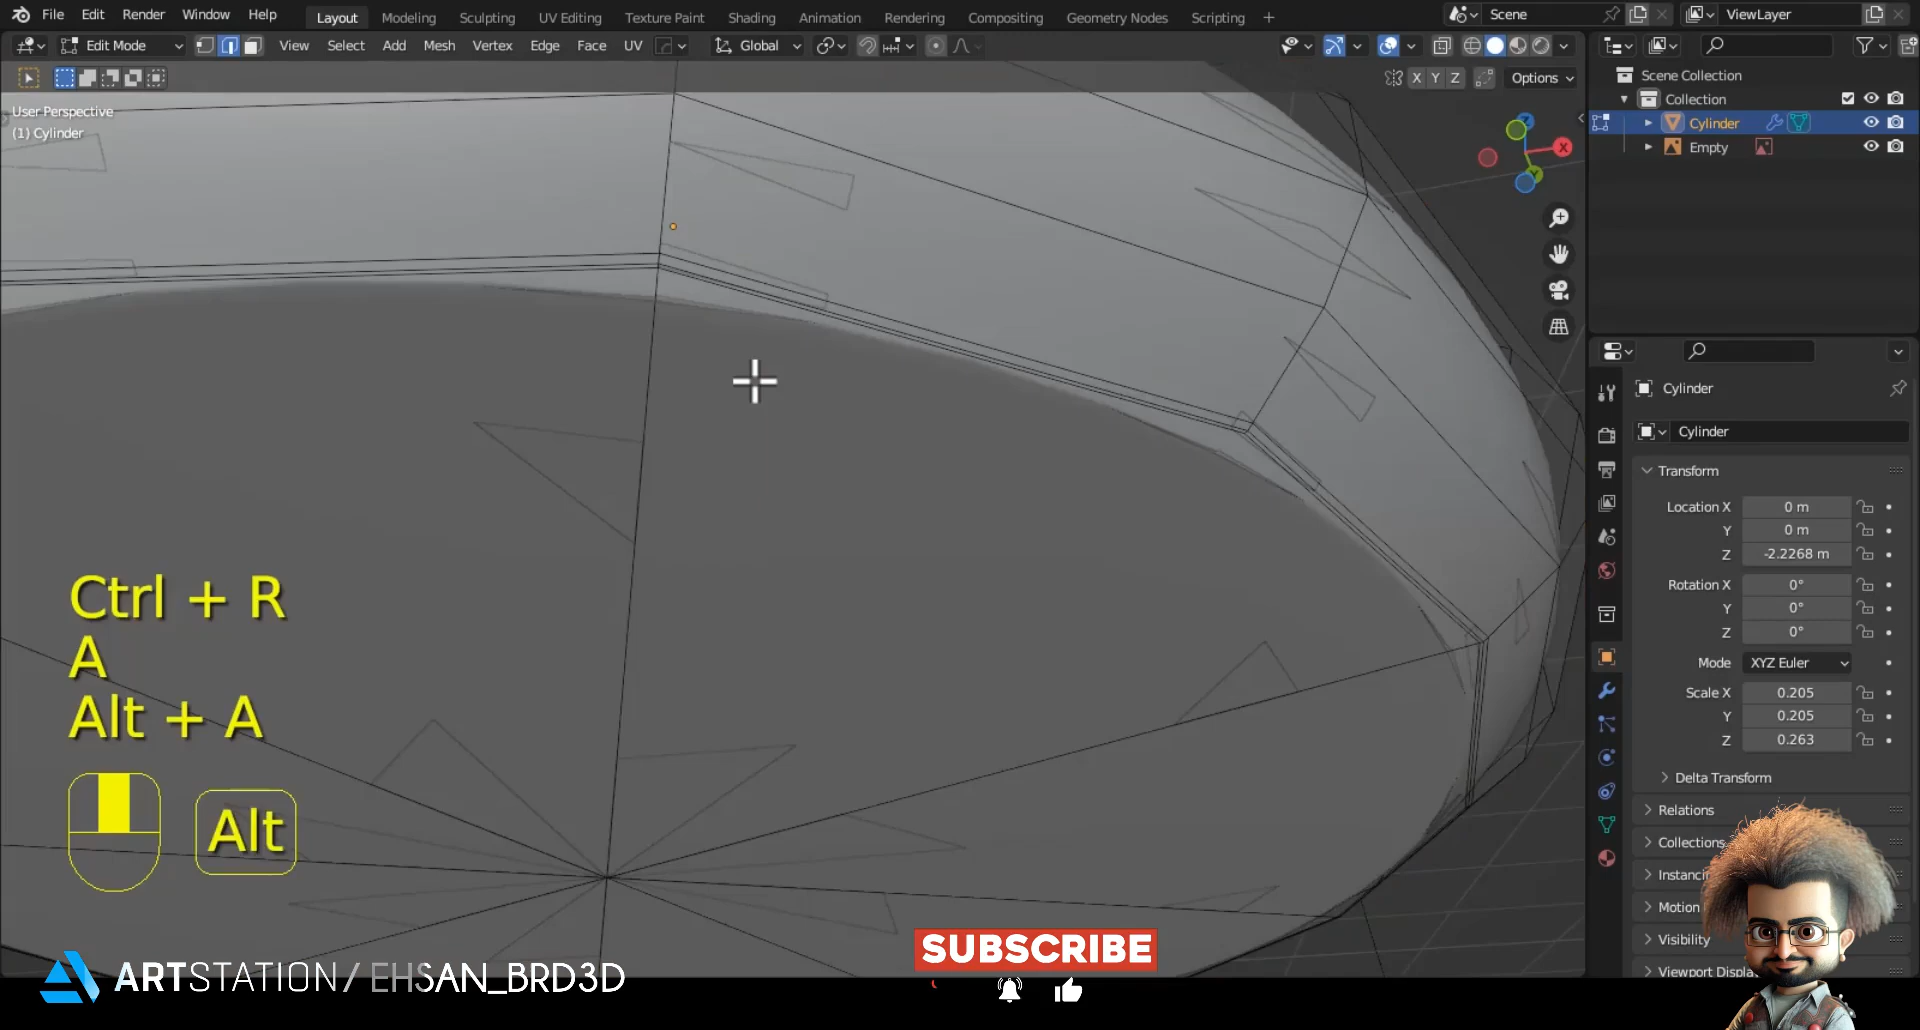 File Edit Render Window Help Layout Modeling Sculpting UV Editing Texture Paint Shading Animation Rendering Compositing Geometry Nodes Scripting + Scene ViewLayer
Edit Mode View Select Add Mesh Vertex Edge Face UV Global
X Y Z Options
User Perspective
(1) Cylinder
X
Scene Collection
Collection
Cylinder
Empty
Cylinder
Cylinder
Transform
Location X 0 m
Y 0 m
Z -2.2268 m
Rotation X 0°
Y 0°
Z 0°
Mode XYZ Euler
Scale X 0.205
Y 0.205
Z 0.263
Delta Transform
Relations
Collections
Motion
Visibility
Ctrl + R
A
Alt + A
Alt
ARTSTATION/ EHSAN_BRD3D
SUBSCRIBE